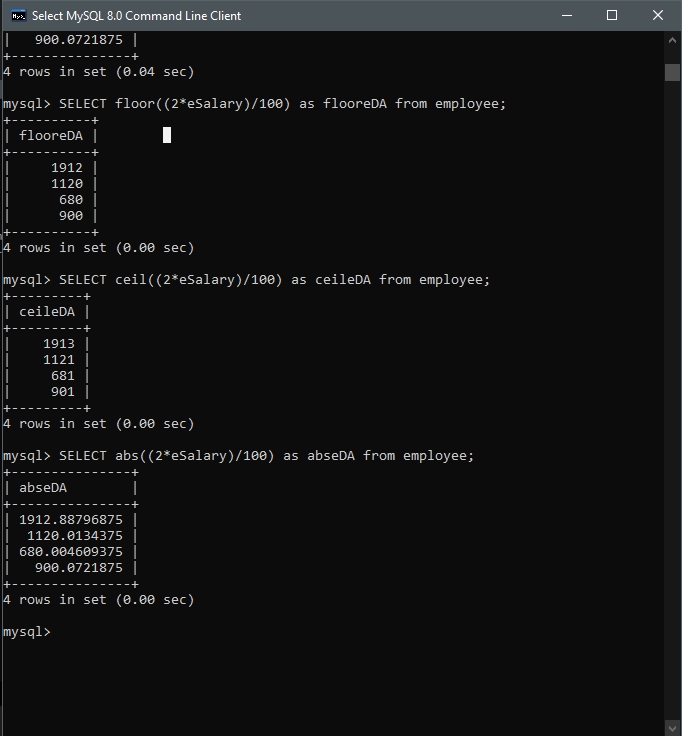 Select MySQL 8.0 Command Line Client
|    900.0721875 |
+---------------+
4 rows in set (0.04 sec)
mysql> SELECT floor((2*eSalary)/100) as flooreDA from employee;
+----------+
| flooreDA |
+----------+
|     1912 |
|     1120 |
|      680 |
|      900 |
+----------+
4 rows in set (0.00 sec)
mysql> SELECT ceil((2*eSalary)/100) as ceileDA from employee;
+---------+
| ceileDA |
+---------+
|    1913 |
|    1121 |
|     681 |
|     901 |
+---------+
4 rows in set (0.00 sec)
mysql> SELECT abs((2*eSalary)/100) as abseDA from employee;
+---------------+
| abseDA        |
+---------------+
| 1912.88796875 |
|  1120.0134375 |
| 680.004609375 |
|   900.0721875 |
+---------------+
4 rows in set (0.00 sec)
mysql>